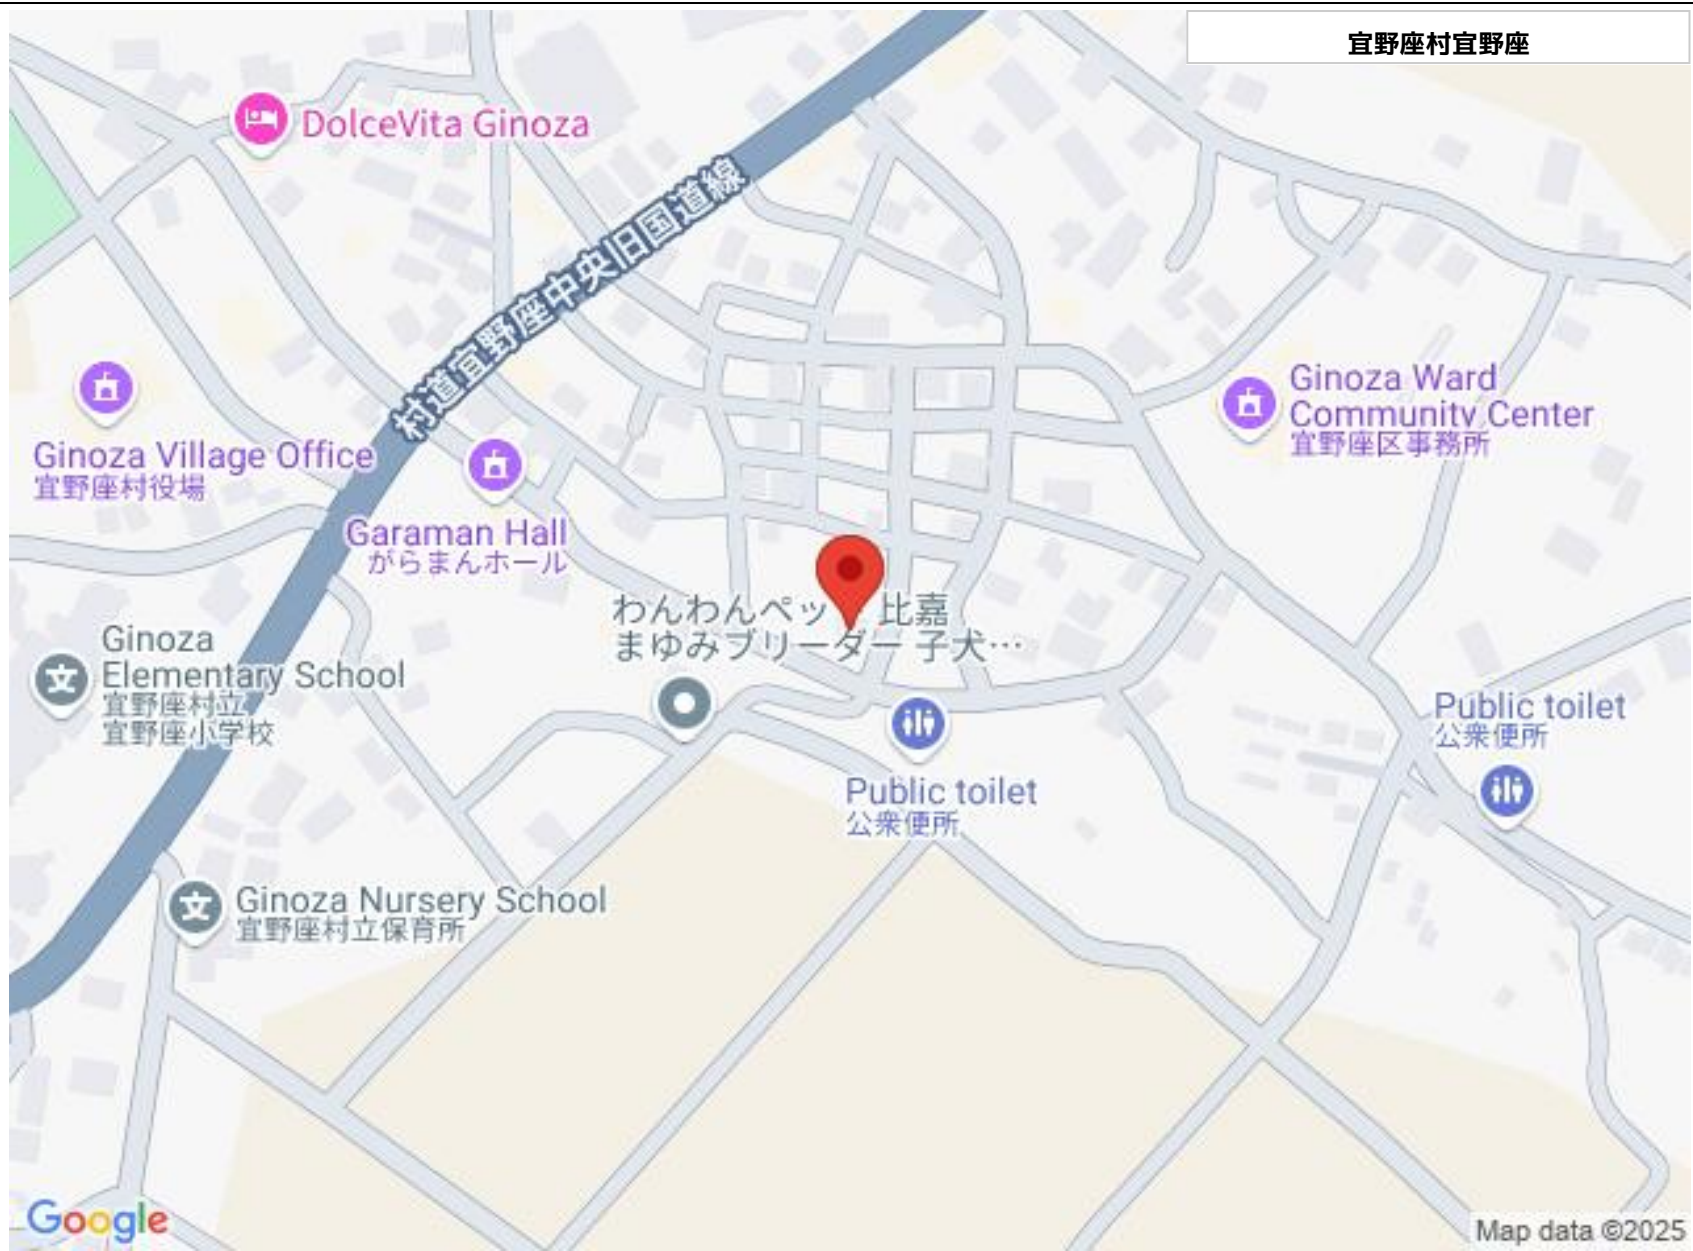 宜野座村宜野座
DolceVita Ginoza
村道宜野座中央旧国道線
Ginoza Village Office
宜野座村役場
Garaman Hall
がらまんホール
Ginoza Ward
Community Center
宜野座区事務所
わんわんペッ 比嘉
まゆみブリーダー 子犬…
Ginoza
Elementary School
宜野座村立
宜野座小学校
Public toilet
公衆便所
Public toilet
公衆便所
Ginoza Nursery School
宜野座村立保育所
Google
Map data ©2025